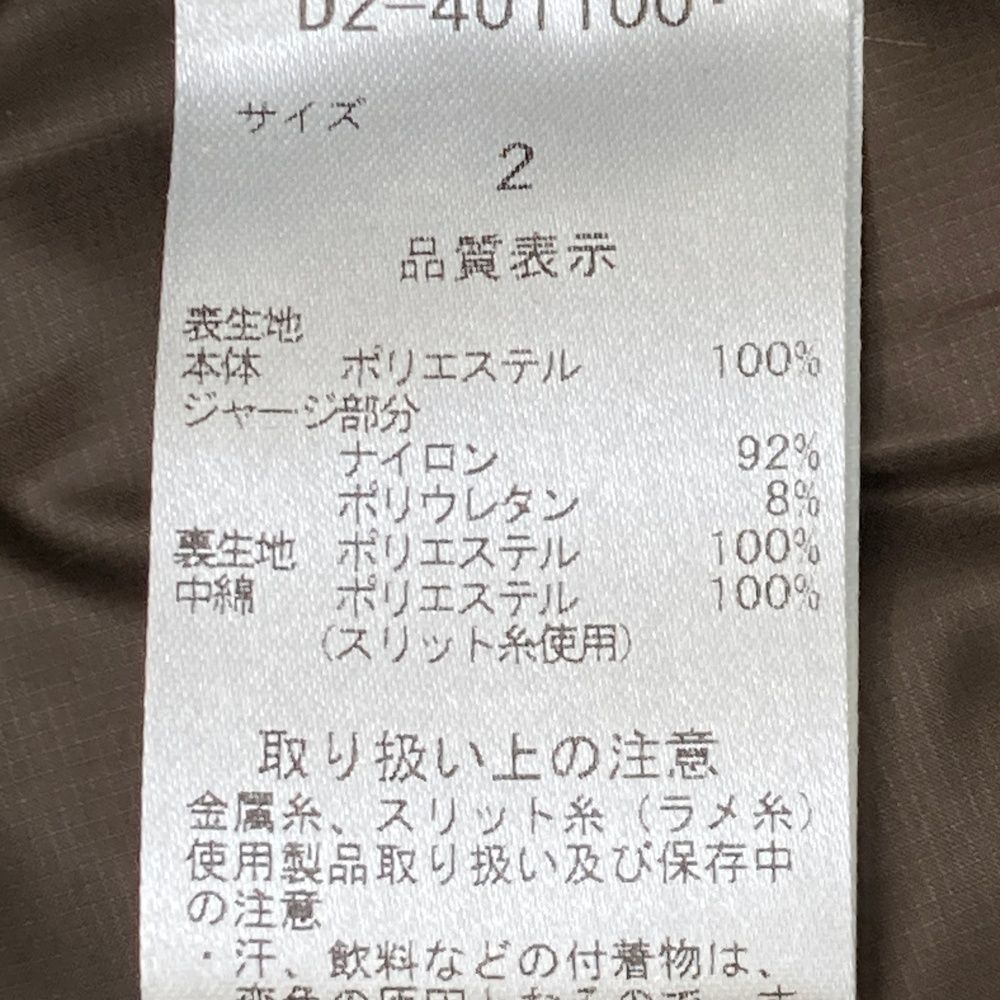 サイズ
2
品質表示
表生地
本体 ポリエステル 100%
ジャージ部分
ナイロン 92%
ポリウレタン 8%
裏生地 ポリエステル 100%
中綿 ポリエステル 100%
(スリット糸使用)
取り扱い上の注意
金属糸、スリット糸(ラメ糸)
使用製品取り扱い及び保存中
の注意
・汗、飲料などの付着物は、